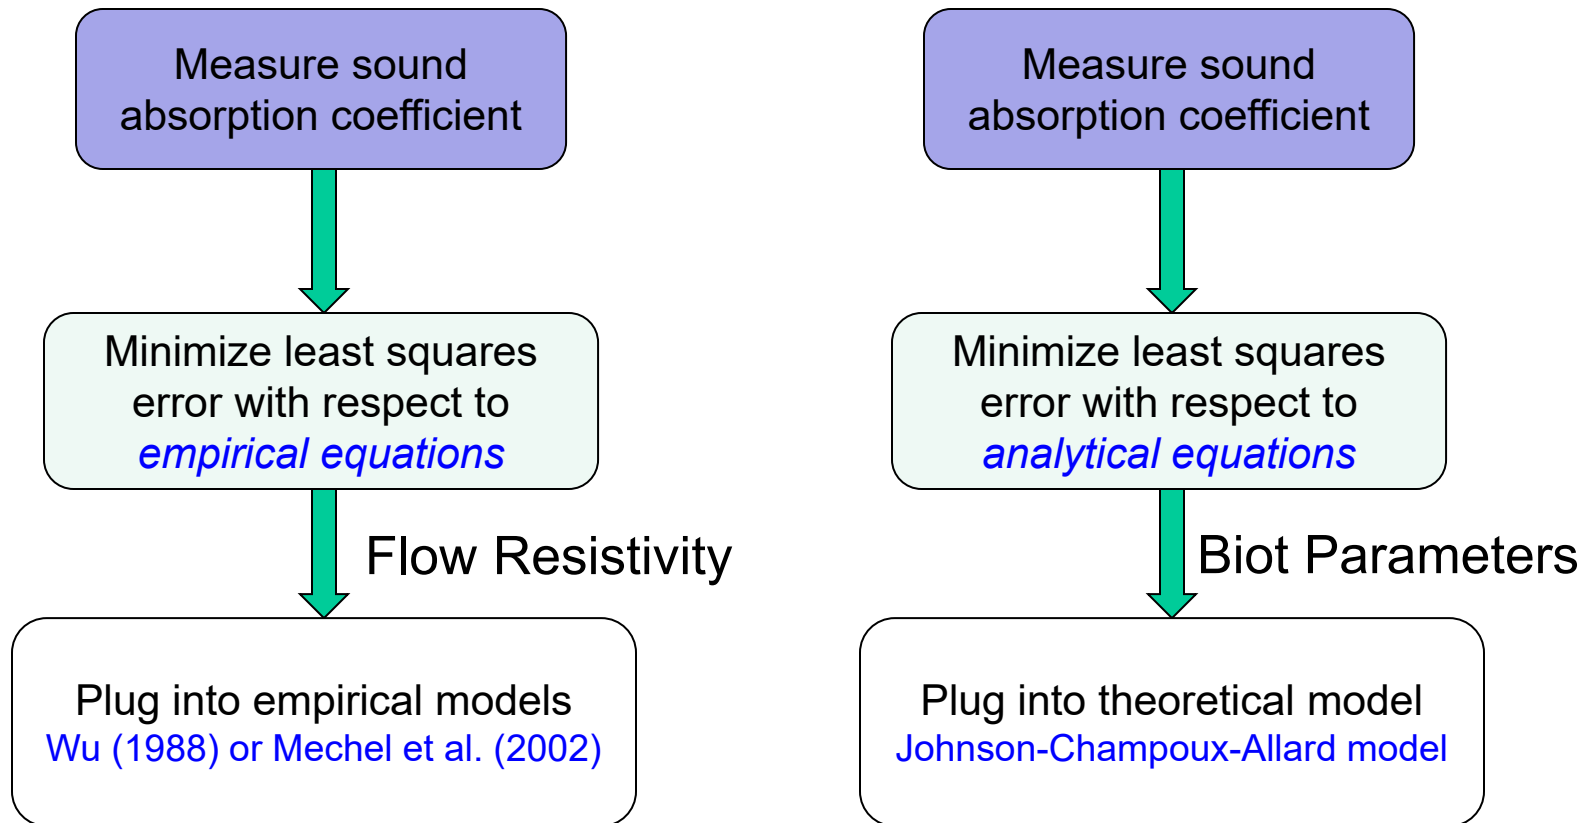 Measure sound
absorption coefficient
Minimize least squares
error with respect to
empirical equations
Flow Resistivity
Plug into empirical models
Wu (1988) or Mechel et al. (2002)
Measure sound
absorption coefficient
Minimize least squares
error with respect to
analytical equations
Biot Parameters
Plug into theoretical model
Johnson-Champoux-Allard model